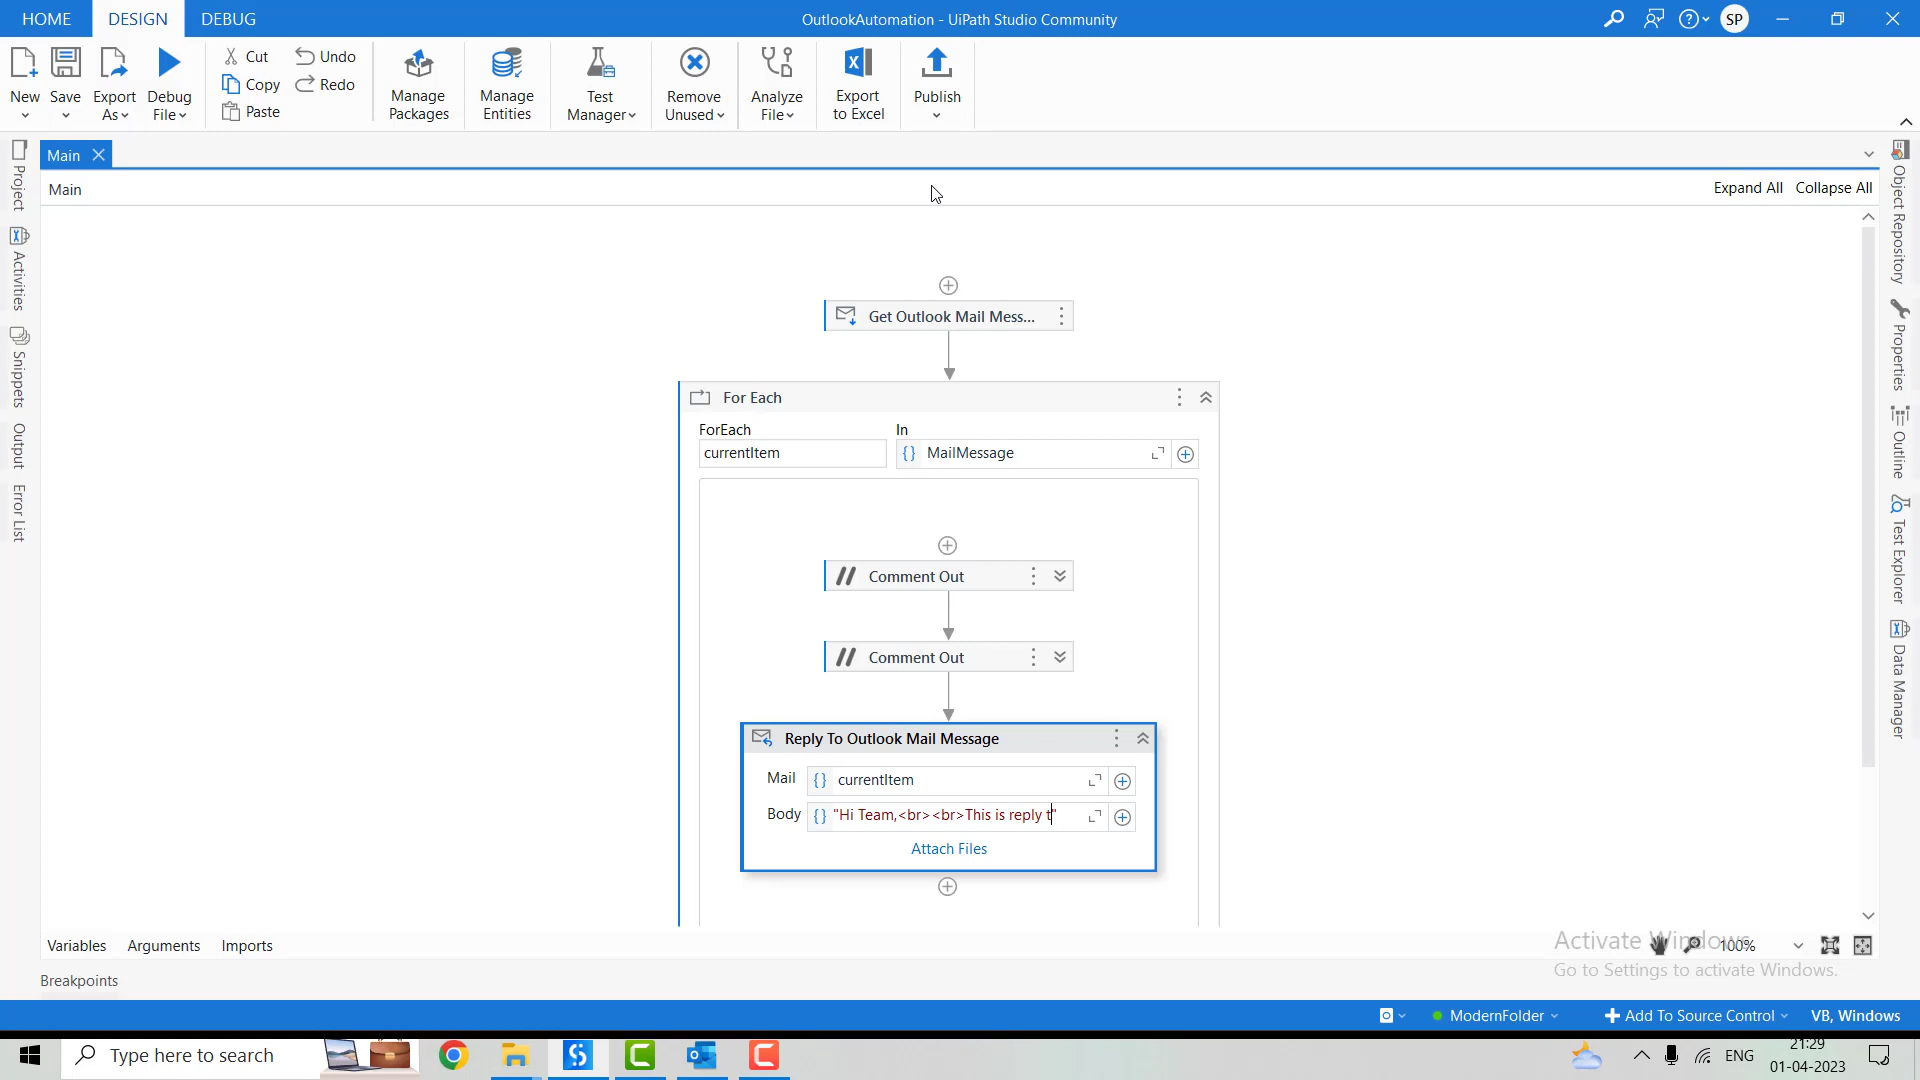 HOME DESIGN DEBUG OutlookAutomation - UiPath Studio Community SP
New Save Export As Debug File Cut Copy Paste Undo Redo Manage Packages Manage Entities Test Manager Remove Unused Analyze File Export to Excel Publish
Main
Main Expand All Collapse All
Project
Activities
Snippets
Output
Error List
Get Outlook Mail Mess...
For Each
ForEach In
currentItem {} MailMessage
// Comment Out
// Comment Out
Reply To Outlook Mail Message
Mail {} currentItem
Body {} "Hi Team,<br><br>This is reply t"
Attach Files
Object Repository
Properties
Outline
Test Explorer
Data Manager
Variables Arguments Imports 100%
Activate Windows
Go to Settings to activate Windows.
Breakpoints
ModernFolder Add To Source Control VB, Windows
Type here to search ENG 21:29
01-04-2023